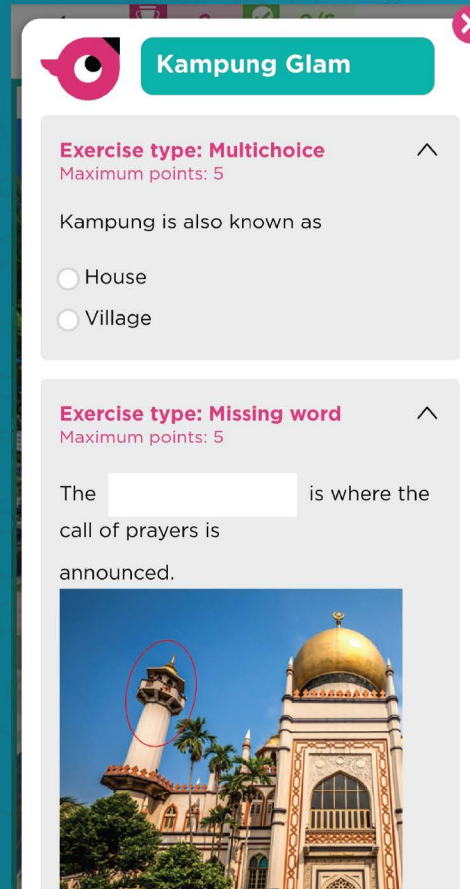 Kampung Glam
Exercise type: Multichoice
Maximum points: 5
Kampung is also known as
House
Village
Exercise type: Missing word
Maximum points: 5
The is where the
call of prayers is
announced.